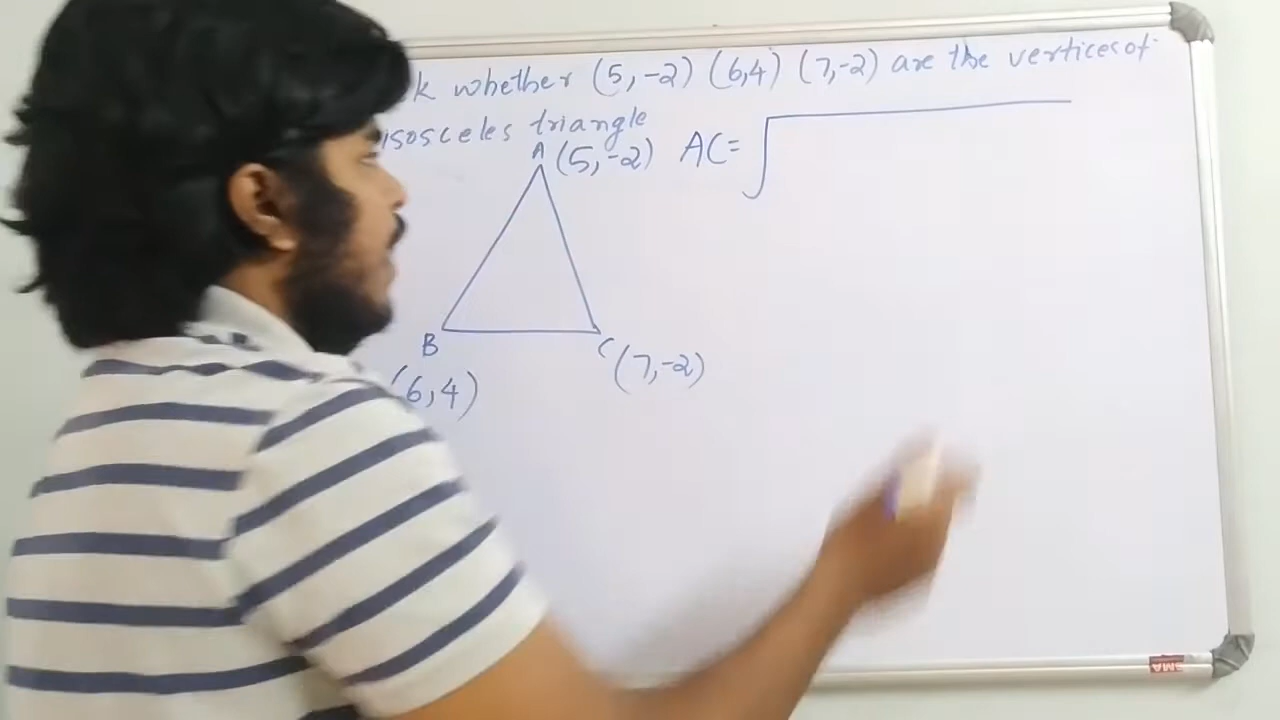 k whether (5, -2) (6,4) (7,-2) are the vertices of
isosceles triangle
A (5,-2) AC= √
B C
(6,4) (7,-2)